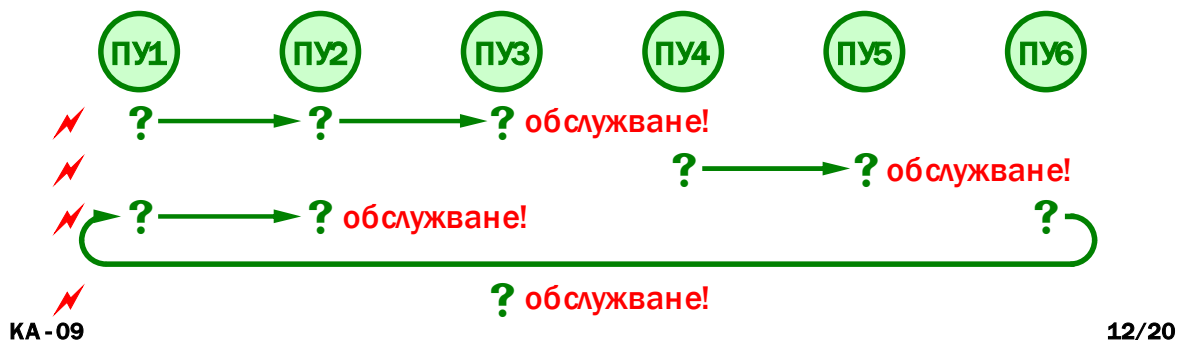 ПУ1 ПУ2 ПУ3 ПУ4 ПУ5 ПУ6
? ? ? обслужване!
? ? обслужване!
? ? обслужване! ?
? обслужване!
КА-09 12/20